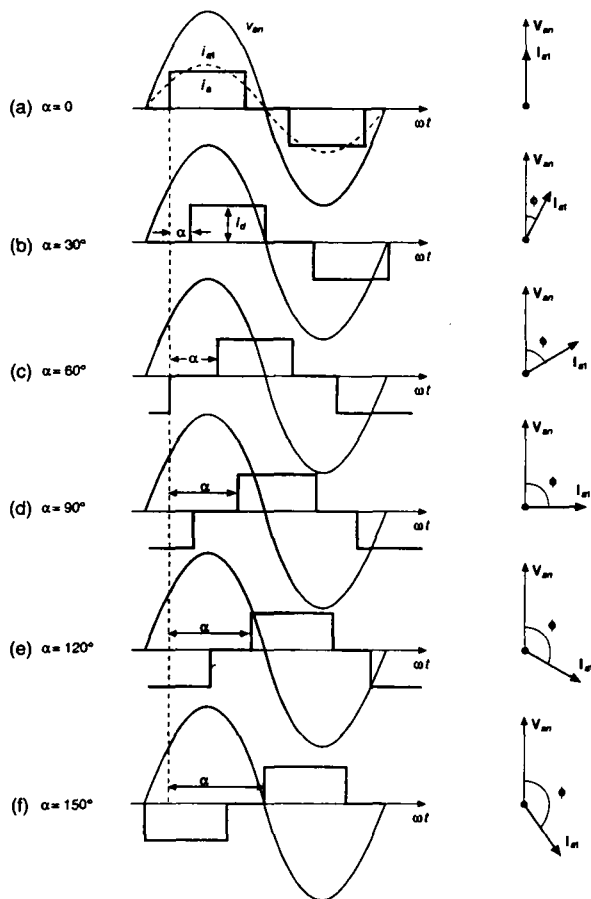 v_an
i_a1
i_a
(a) α = 0
ωt
V_an
I_a1
(b) α = 30°
α
I_d
ωt
V_an
ϕ
I_a1
(c) α = 60°
α
ωt
V_an
ϕ
I_a1
(d) α = 90°
α
ωt
V_an
ϕ
I_a1
(e) α = 120°
α
ωt
V_an
ϕ
I_a1
(f) α = 150°
α
ωt
V_an
ϕ
I_a1